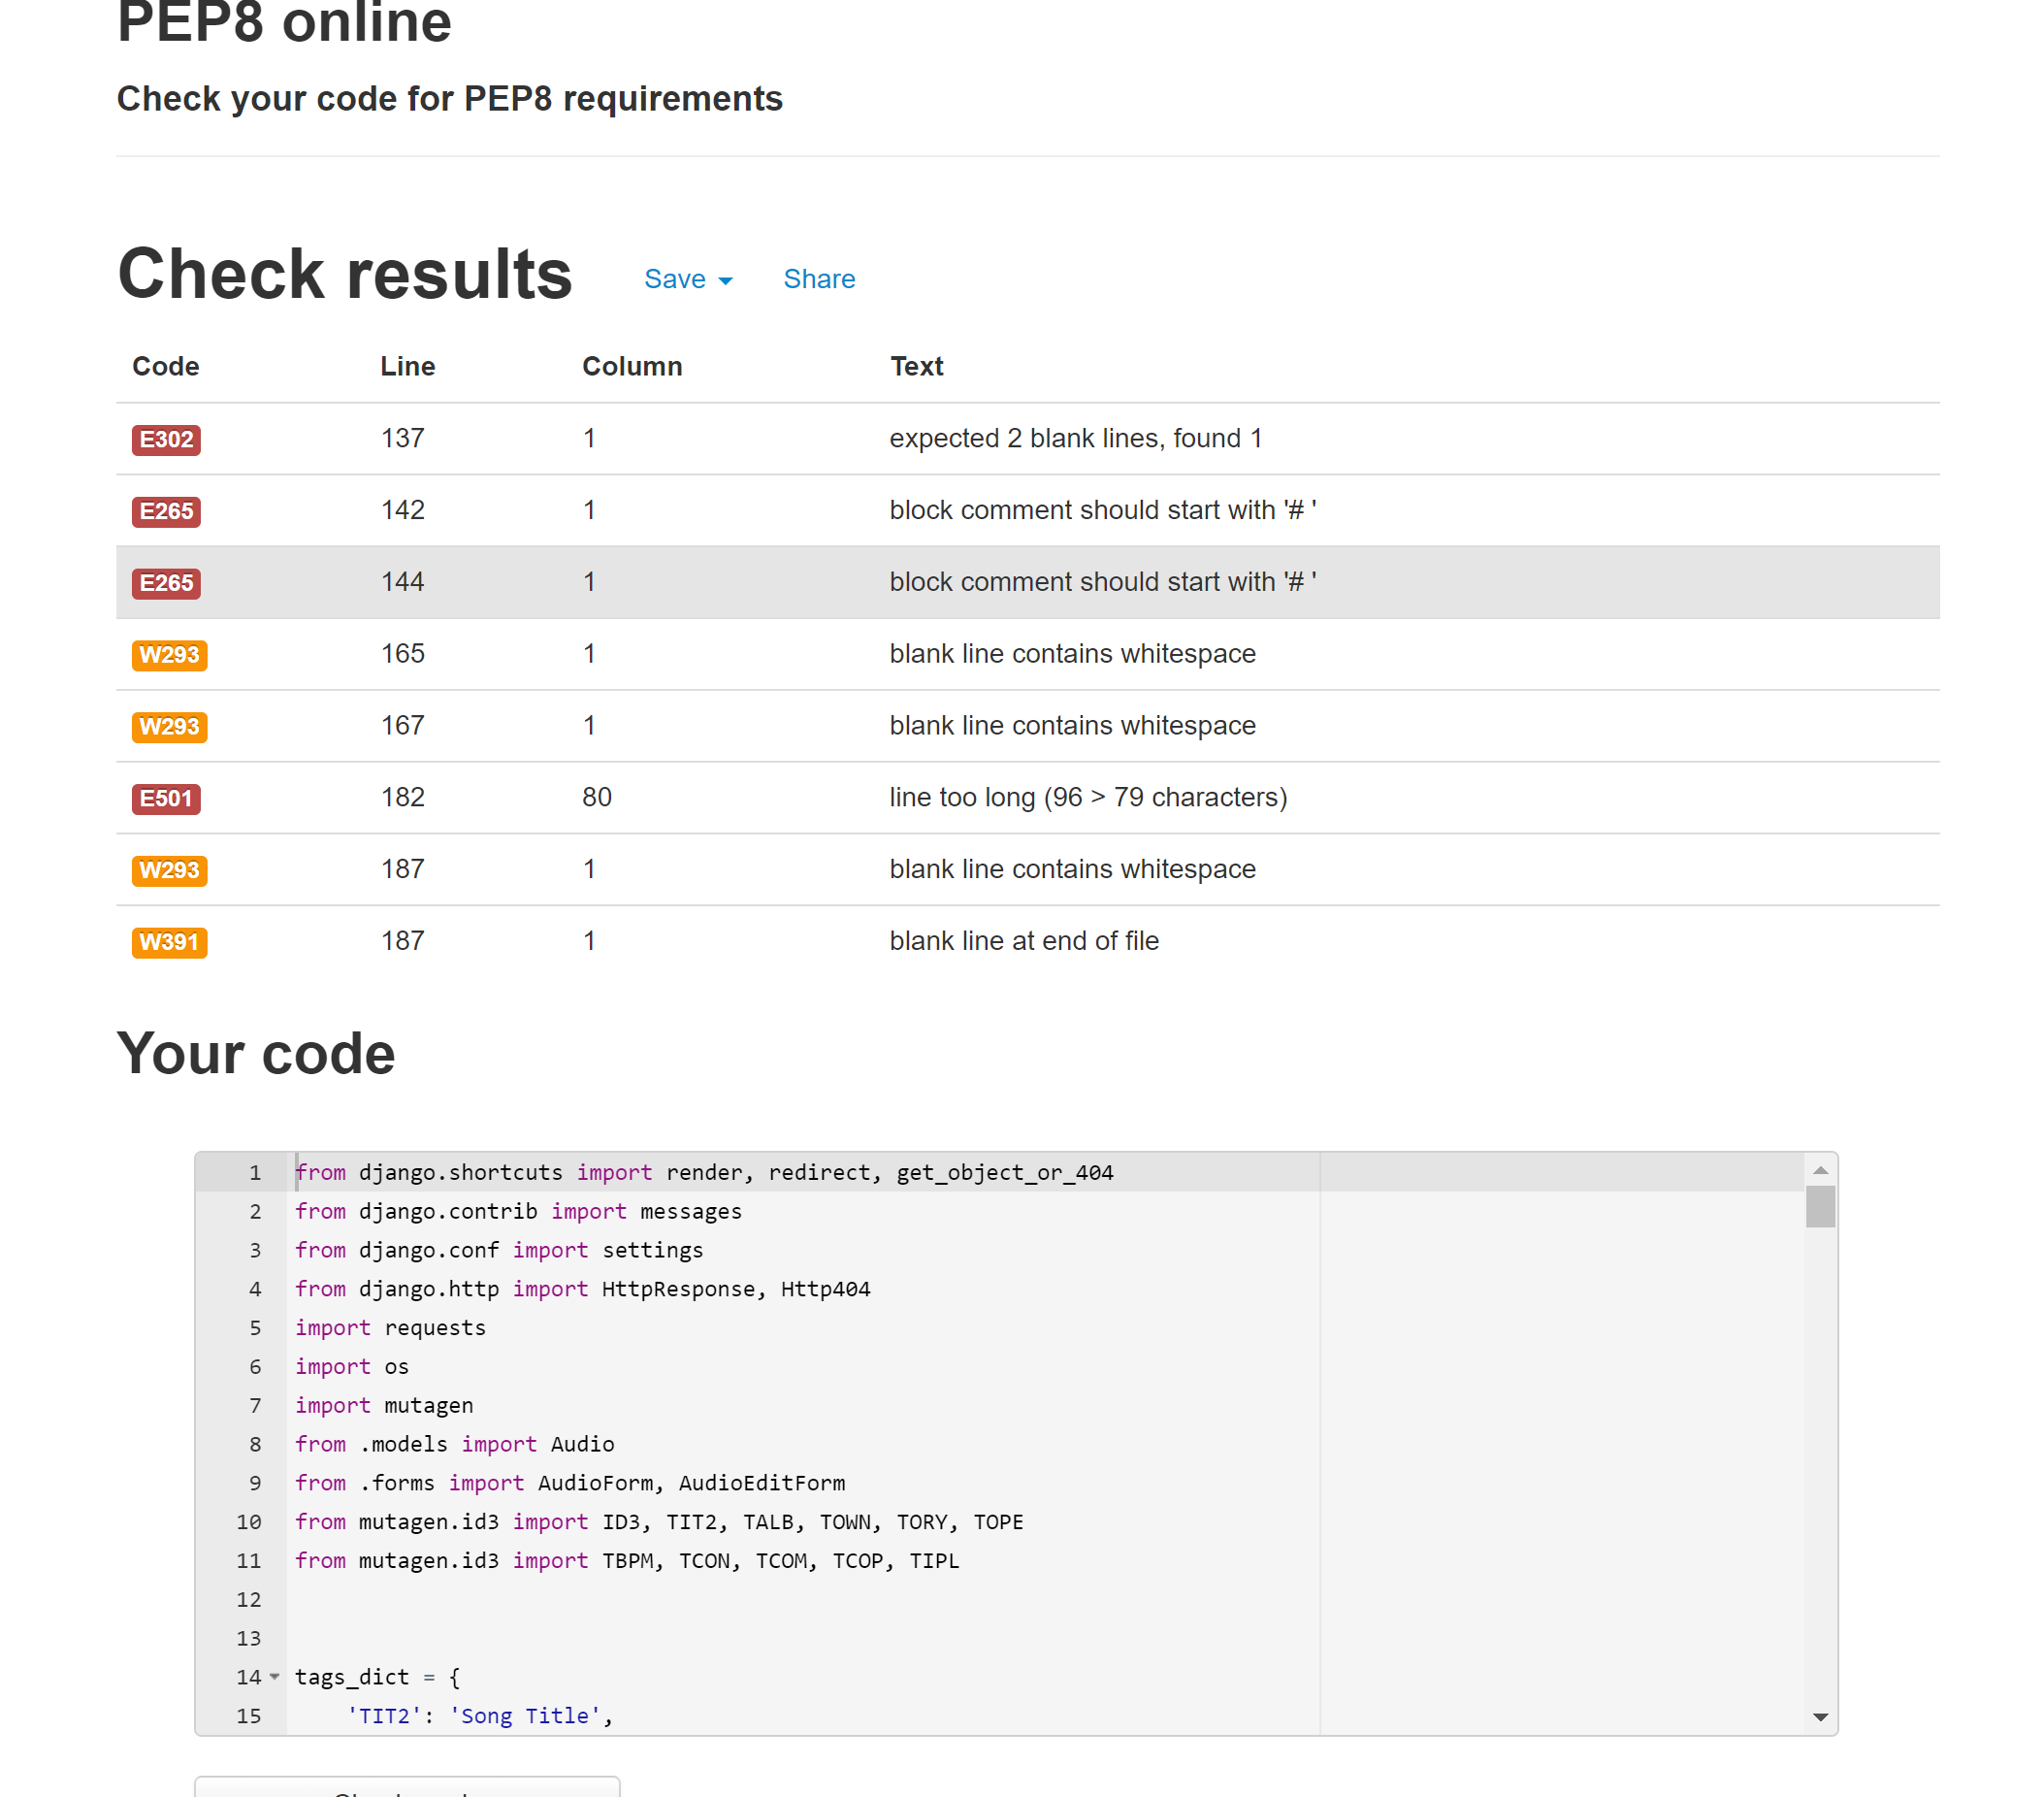 PEP8 online
Check your code for PEP8 requirements
Check results Save Share
Code Line Column Text
E302 137 1 expected 2 blank lines, found 1
E265 142 1 block comment should start with '# '
E265 144 1 block comment should start with '# '
W293 165 1 blank line contains whitespace
W293 167 1 blank line contains whitespace
E501 182 80 line too long (96 > 79 characters)
W293 187 1 blank line contains whitespace
W391 187 1 blank line at end of file
Your code
1 from django.shortcuts import render, redirect, get_object_or_404
2 from django.contrib import messages
3 from django.conf import settings
4 from django.http import HttpResponse, Http404
5 import requests
6 import os
7 import mutagen
8 from .models import Audio
9 from .forms import AudioForm, AudioEditForm
10 from mutagen.id3 import ID3, TIT2, TALB, TOWN, TORY, TOPE
11 from mutagen.id3 import TBPM, TCON, TCOM, TCOP, TIPL
12
13
14 tags_dict = {
15 'TIT2': 'Song Title',